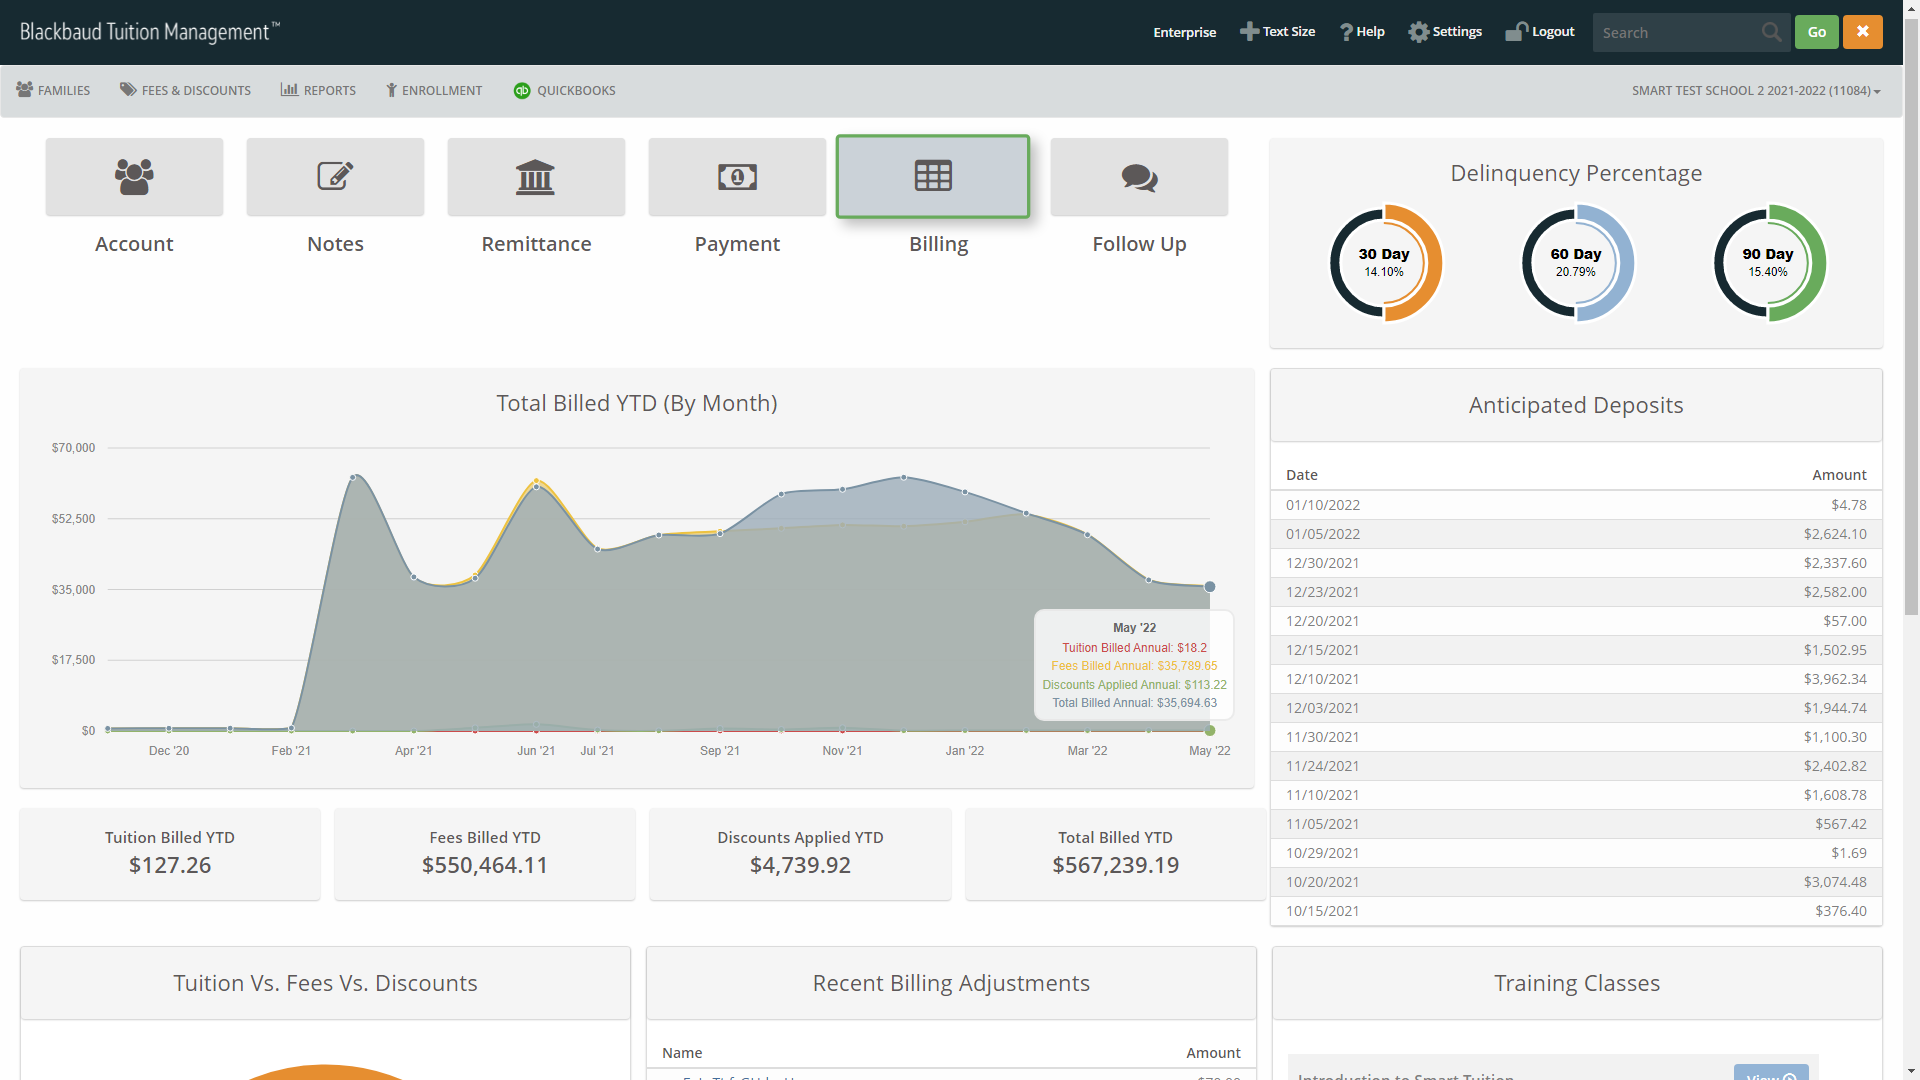 Blackbaud Tuition Management™
Enterprise
Text Size
Help
Settings
Logout
Search
Go
FAMILIES
FEES & DISCOUNTS
REPORTS
ENROLLMENT
qb QUICKBOOKS
SMART TEST SCHOOL 2 2021-2022 (11084)
Account
Notes
Remittance
Payment
Billing
Follow Up
Delinquency Percentage
30 Day
14.10%
60 Day
20.79%
90 Day
15.40%
Total Billed YTD (By Month)
$70,000
$52,500
$35,000
$17,500
$0
Dec '20
Feb '21
Apr '21
Jun '21
Jul '21
Sep '21
Nov '21
Jan '22
Mar '22
May '22
May '22
Tuition Billed Annual: $18.2
Fees Billed Annual: $35,789.65
Discounts Applied Annual: $113.22
Total Billed Annual: $35,694.63
Anticipated Deposits
Date Amount
01/10/2022 $4.78
01/05/2022 $2,624.10
12/30/2021 $2,337.60
12/23/2021 $2,582.00
12/20/2021 $57.00
12/15/2021 $1,502.95
12/10/2021 $3,962.34
12/03/2021 $1,944.74
11/30/2021 $1,100.30
11/24/2021 $2,402.82
11/10/2021 $1,608.78
11/05/2021 $567.42
10/29/2021 $1.69
10/20/2021 $3,074.48
10/15/2021 $376.40
Tuition Billed YTD
$127.26
Fees Billed YTD
$550,464.11
Discounts Applied YTD
$4,739.92
Total Billed YTD
$567,239.19
Tuition Vs. Fees Vs. Discounts
Recent Billing Adjustments
Name Amount
Training Classes
Introduction to Smart Tuition
View